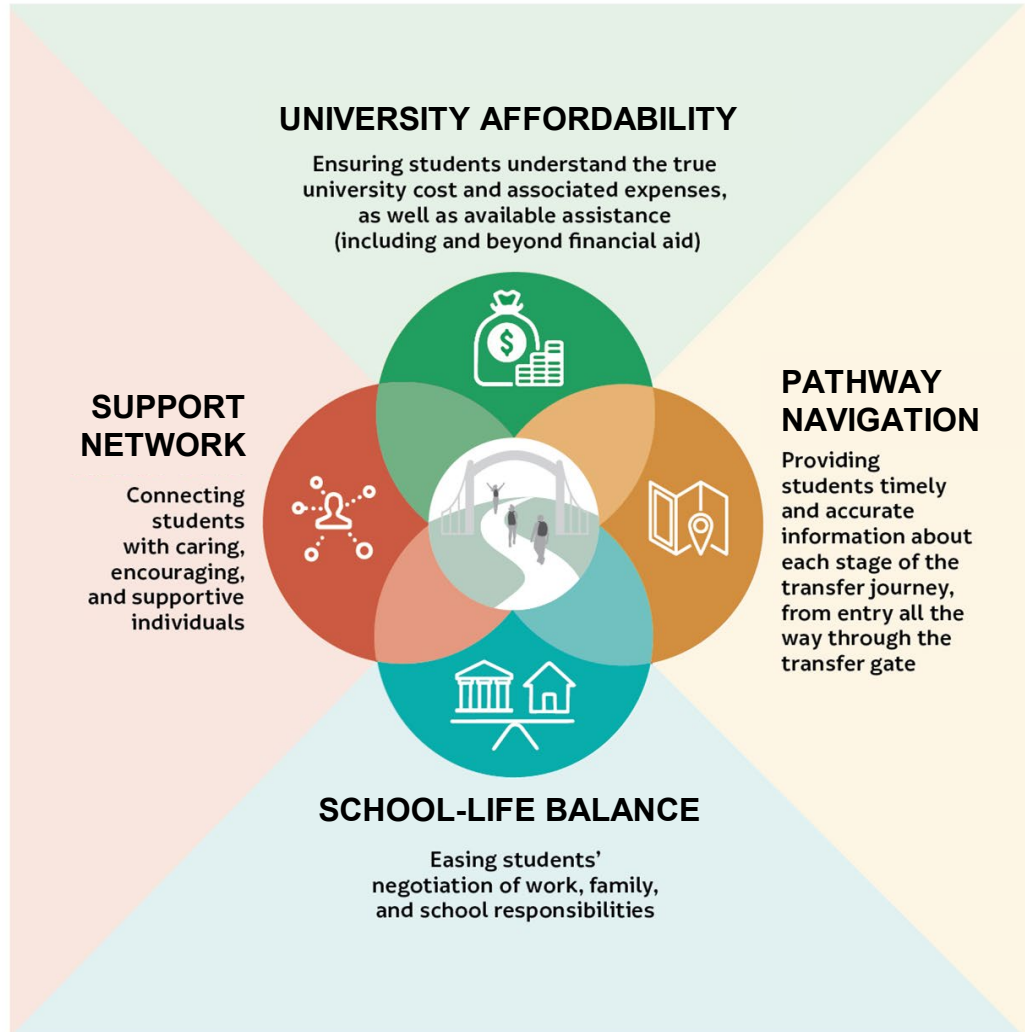 UNIVERSITY AFFORDABILITY
Ensuring students understand the true
university cost and associated expenses,
as well as available assistance
(including and beyond financial aid)
$
SUPPORT
NETWORK
Connecting
students
with caring,
encouraging,
and supportive
individuals
PATHWAY
NAVIGATION
Providing
students timely
and accurate
information about
each stage of the
transfer journey,
from entry all the
way through the
transfer gate
SCHOOL-LIFE BALANCE
Easing students’
negotiation of work, family,
and school responsibilities